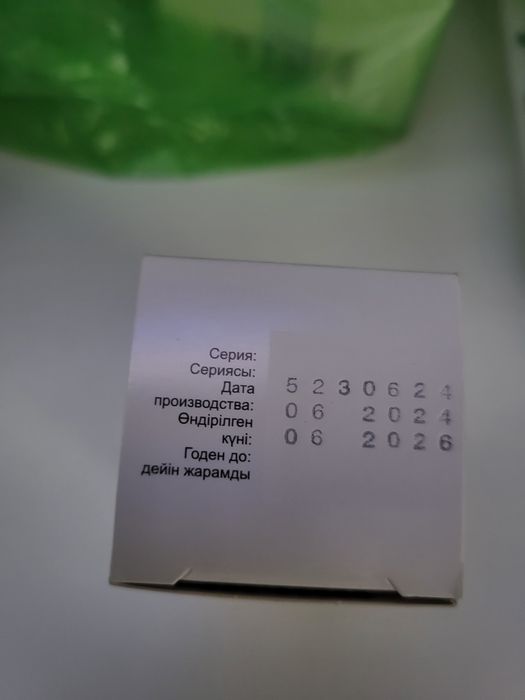 Серия:
Сериясы:
Дата
производства:
Өндірілген
күні:
Годен до:
дейін жарамды
5230624
06 2024
06 2026